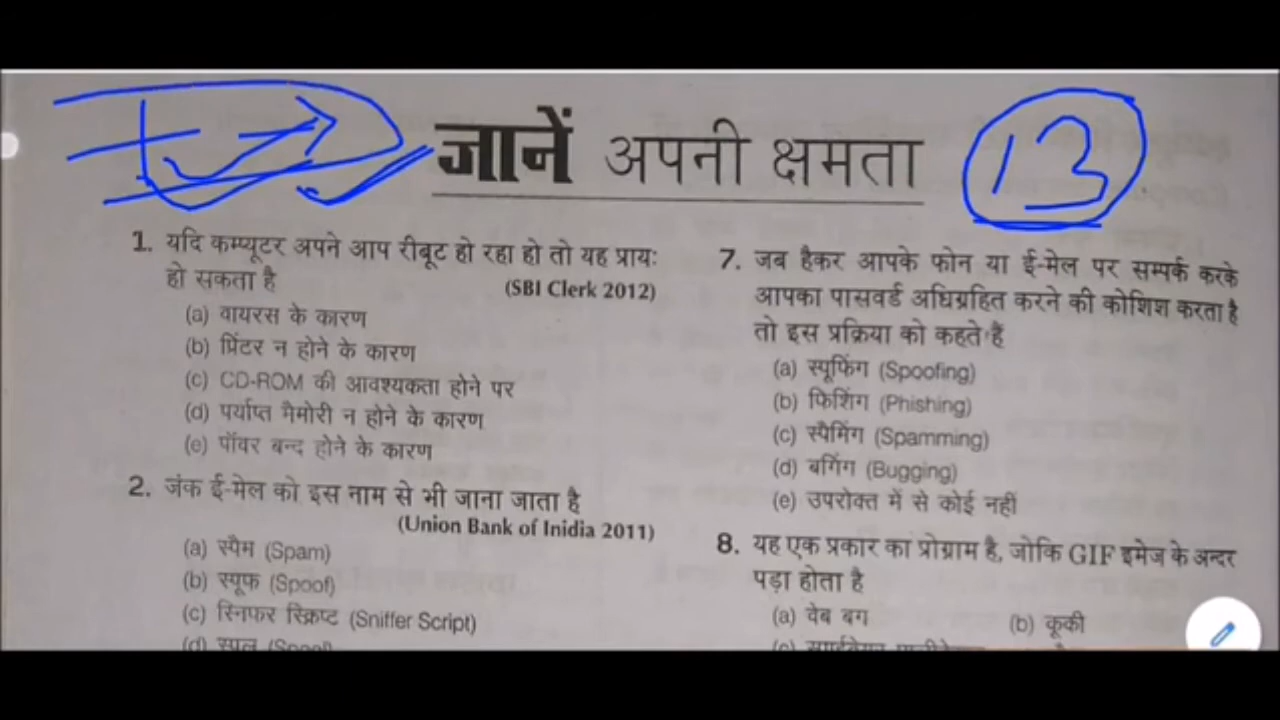 जानें अपनी क्षमता
13
1. यदि कम्प्यूटर अपने आप रीबूट हो रहा हो तो यह प्रायः
हो सकता है
(SBI Clerk 2012)
(a) वायरस के कारण
(b) प्रिंटर न होने के कारण
(c) CD-ROM की आवश्यकता होने पर
(d) पर्याप्त मैमोरी न होने के कारण
(e) पॉवर बन्द होने के कारण
2. जंक ई-मेल को इस नाम से भी जाना जाता है
(Union Bank of Inidia 2011)
(a) स्पैम (Spam)
(b) स्पूफ (Spoof)
(c) स्निफर स्क्रिप्ट (Sniffer Script)
(d)
7. जब हैकर आपके फोन या ई-मेल पर सम्पर्क करके
आपका पासवर्ड अधिग्रहित करने की कोशिश करता है
तो इस प्रक्रिया को कहते हैं
(a) स्पूफिंग (Spoofing)
(b) फिशिंग (Phishing)
(c) स्पैमिंग (Spamming)
(d) बगिंग (Bugging)
(e) उपरोक्त में से कोई नहीं
8. यह एक प्रकार का प्रोग्राम है, जोकि GIF इमेज के अन्दर
पड़ा होता है
(a) वेब बग (b) कूकी